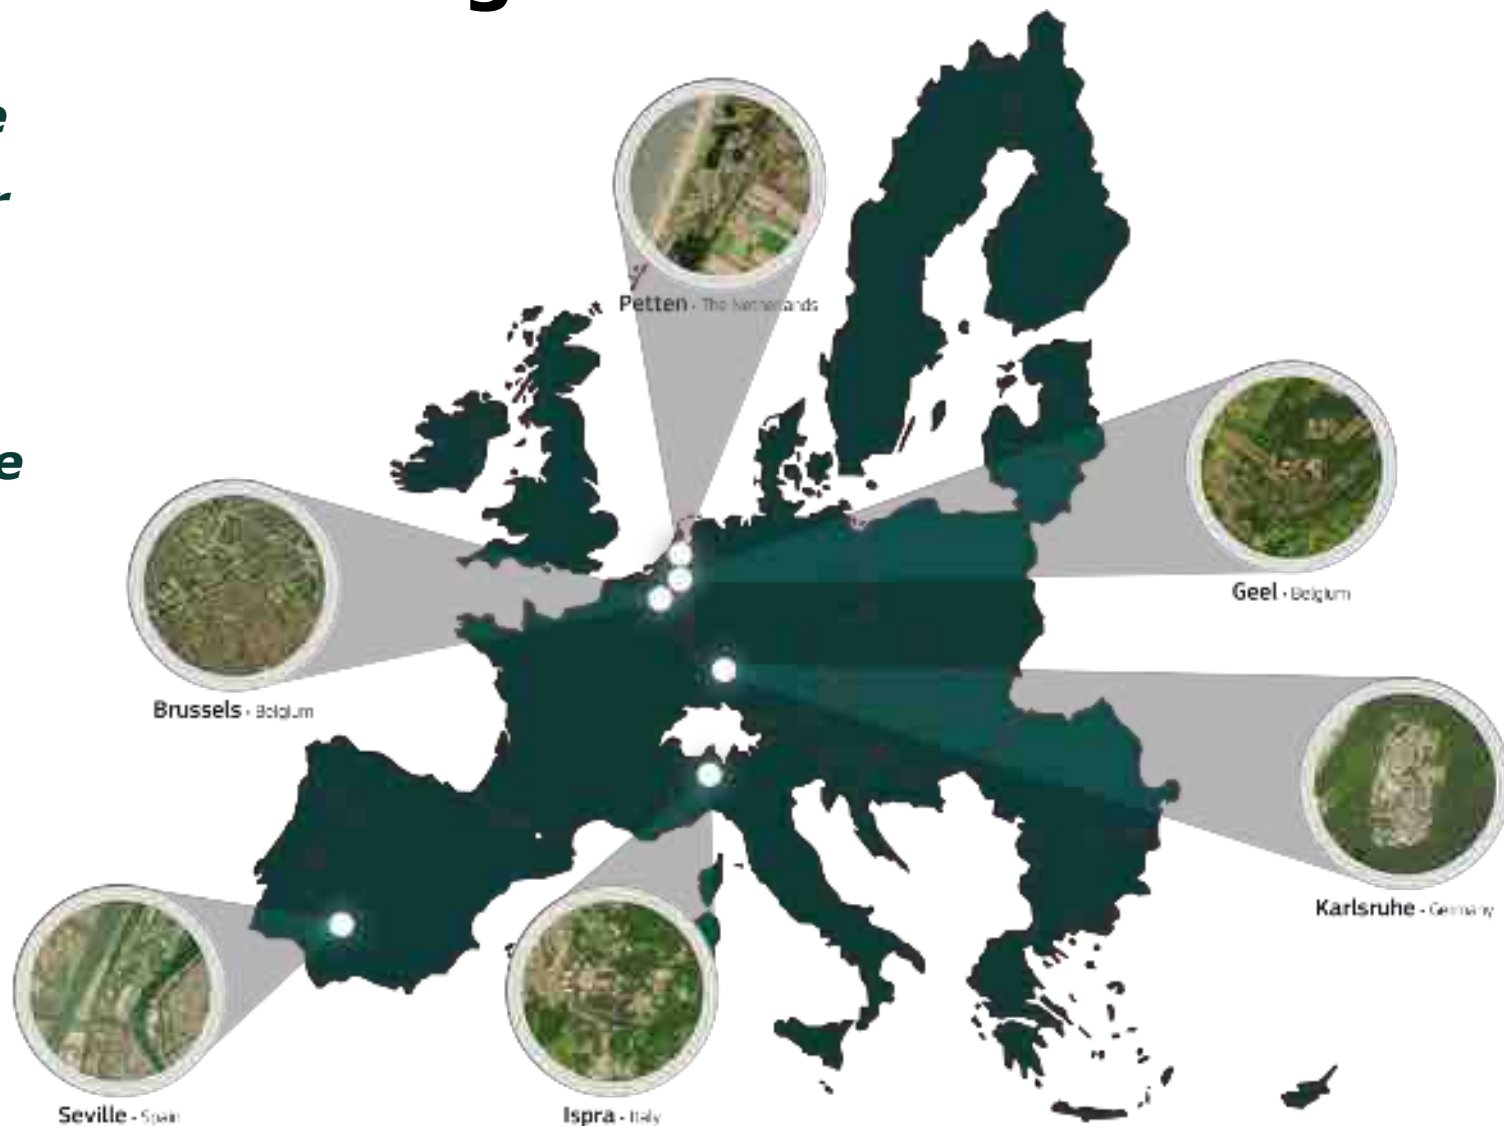 e
r
e
Petten - The Netherlands
Geel - Belgium
Brussels - Belgium
Karlsruhe - Germany
Seville - Spain
Ispra - Italy